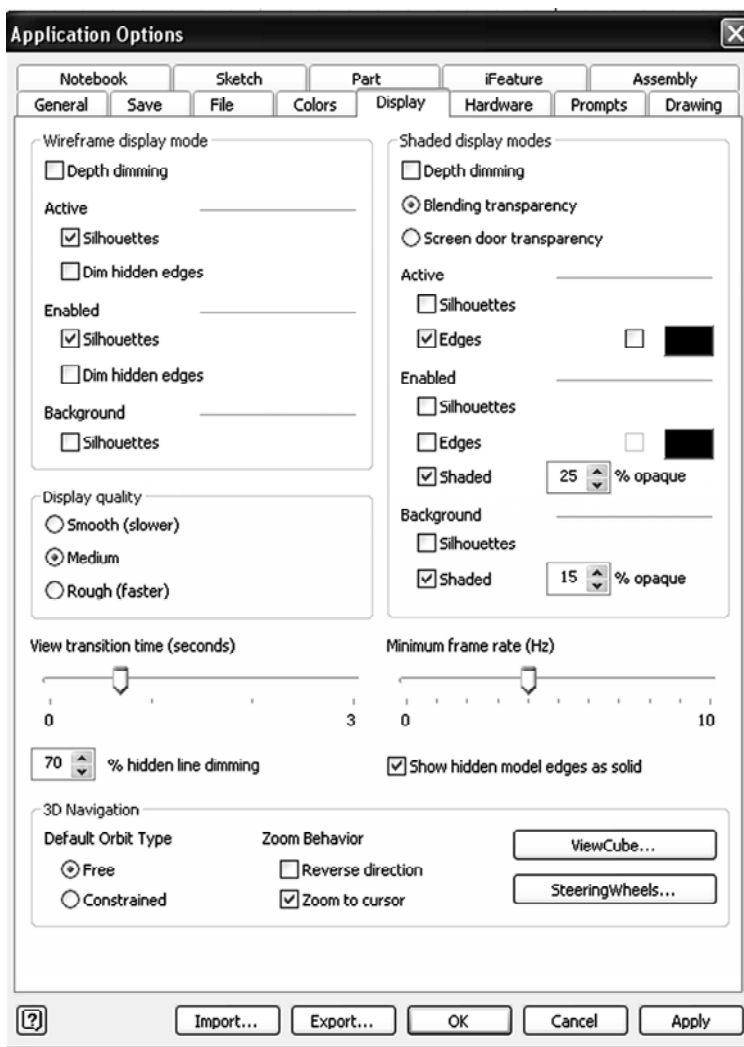 Application Options
Notebook Sketch Part iFeature Assembly
General Save File Colors Display Hardware Prompts Drawing
Wireframe display mode
Depth dimming
Active
Silhouettes
Dim hidden edges
Enabled
Silhouettes
Dim hidden edges
Background
Silhouettes
Display quality
Smooth (slower)
Medium
Rough (faster)
Shaded display modes
Depth dimming
Blending transparency
Screen door transparency
Active
Silhouettes
Edges
Enabled
Silhouettes
Edges
Shaded 25 % opaque
Background
Silhouettes
Shaded 15 % opaque
View transition time (seconds)
0 3
Minimum frame rate (Hz)
0 10
70 % hidden line dimming
Show hidden model edges as solid
3D Navigation
Default Orbit Type
Free
Constrained
Zoom Behavior
Reverse direction
Zoom to cursor
ViewCube...
SteeringWheels...
? Import... Export... OK Cancel Apply